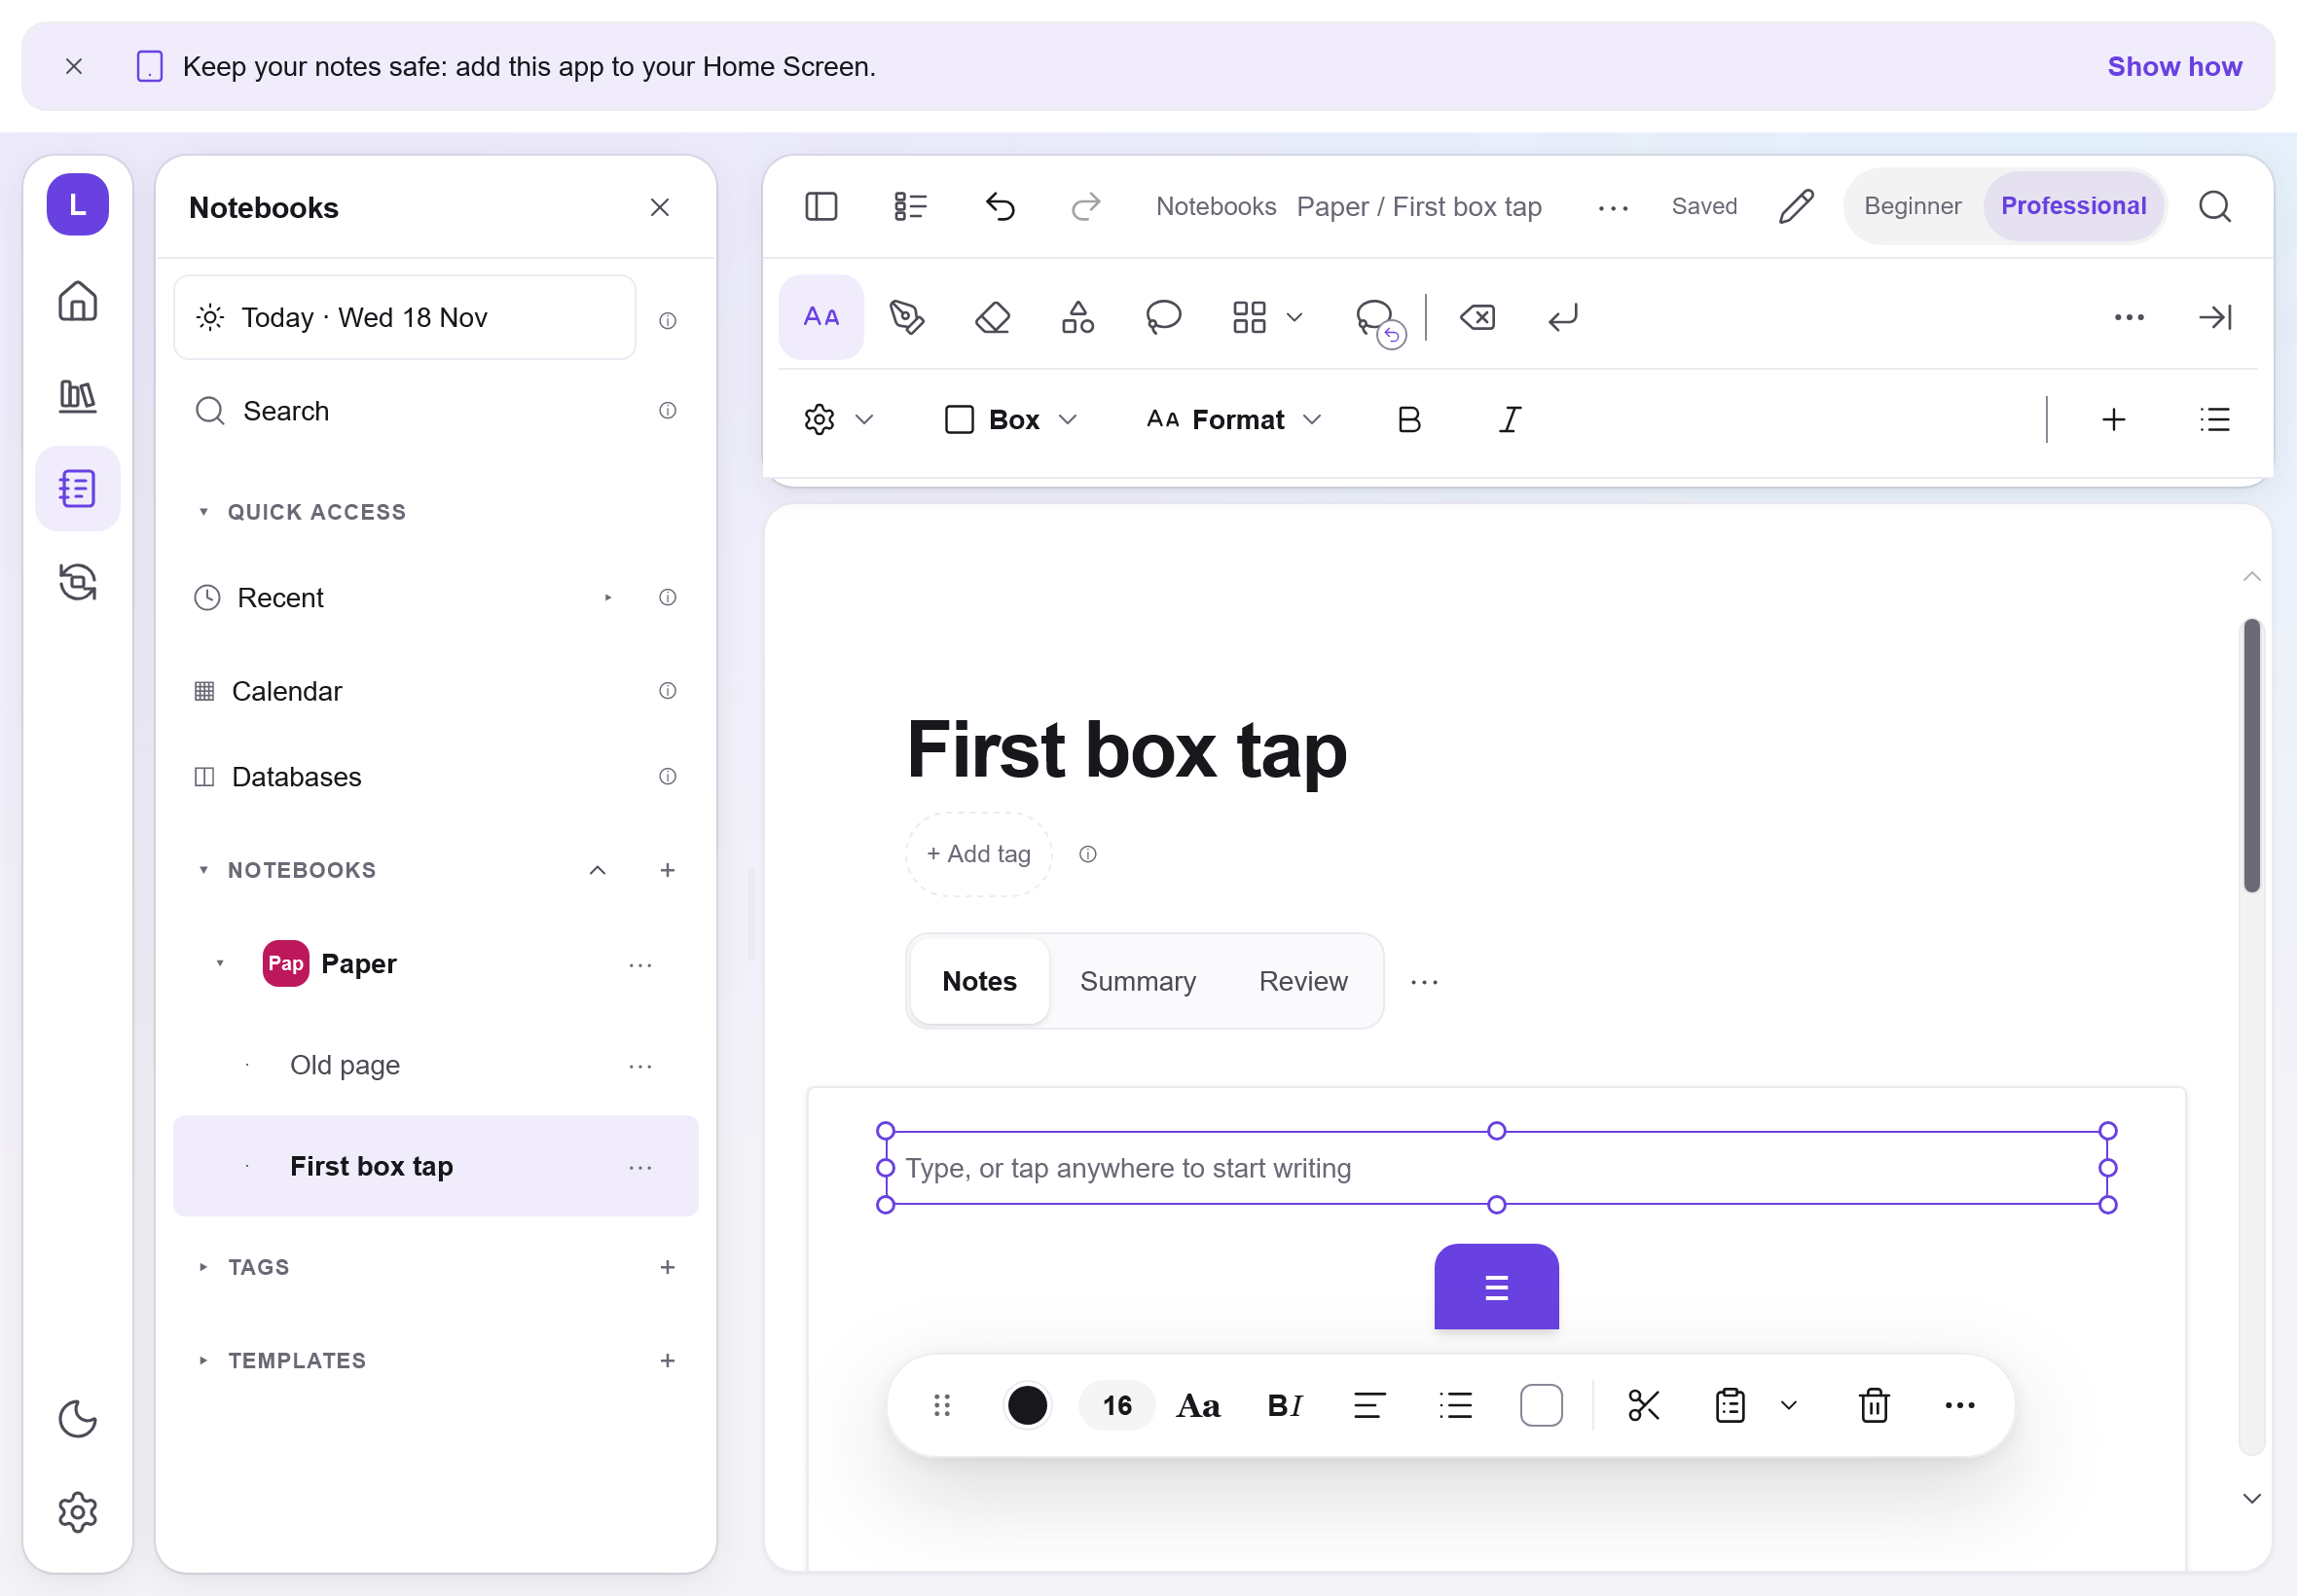 Keep your notes safe: add this app to your Home Screen.
Show how
L
Notebooks
Today · Wed 18 Nov
Search
QUICK ACCESS
Recent
Calendar
Databases
NOTEBOOKS
Pap Paper
Old page
First box tap
TAGS
TEMPLATES
Notebooks Paper / First box tap
Saved
Beginner Professional
AA
Box
AA Format
B I
First box tap
+ Add tag
Notes Summary Review
Type, or tap anywhere to start writing
16 Aa BI